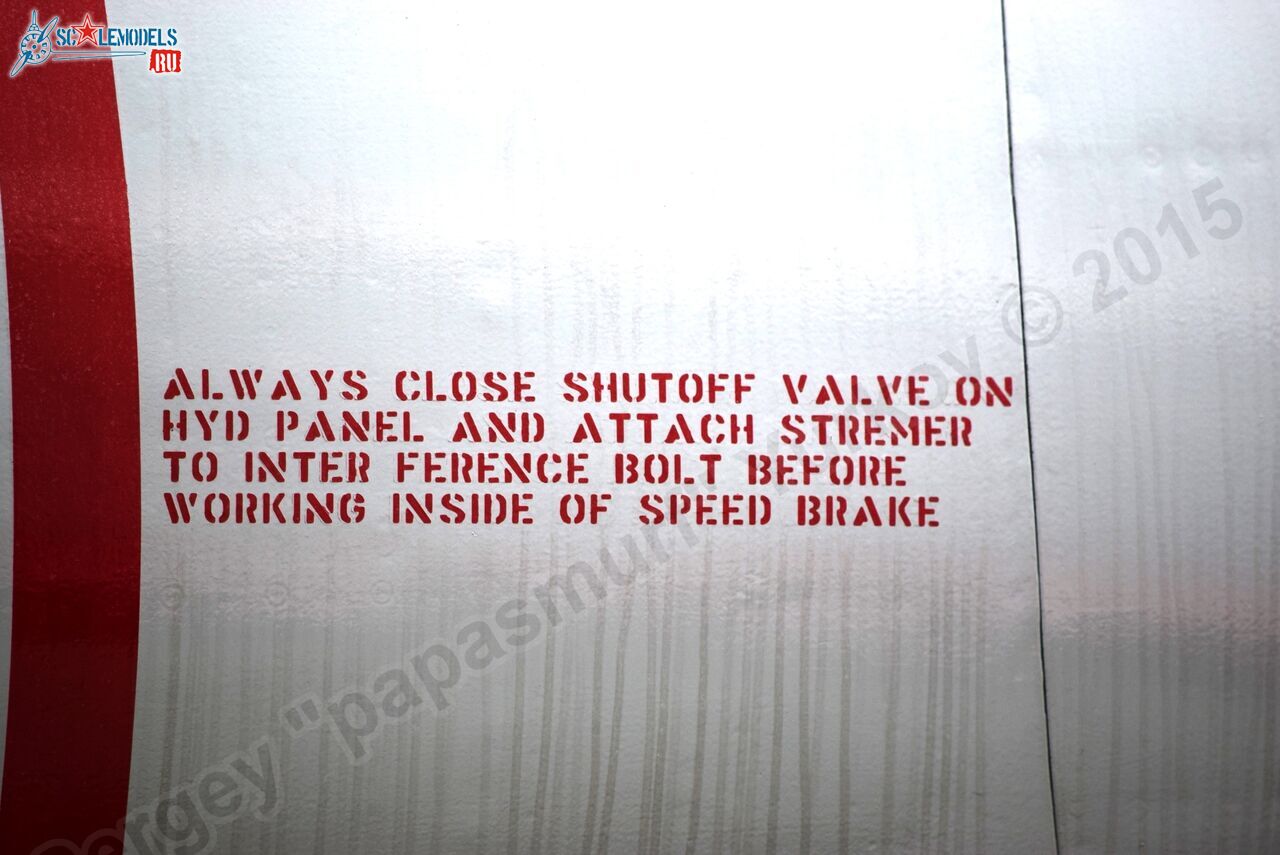 SCALEMODELS
RU
ALWAYS CLOSE SHUTOFF VALVE ON
HYD PANEL AND ATTACH STREMER
TO INTER FERENCE BOLT BEFORE
WORKING INSIDE OF SPEED BRAKE
© 2015